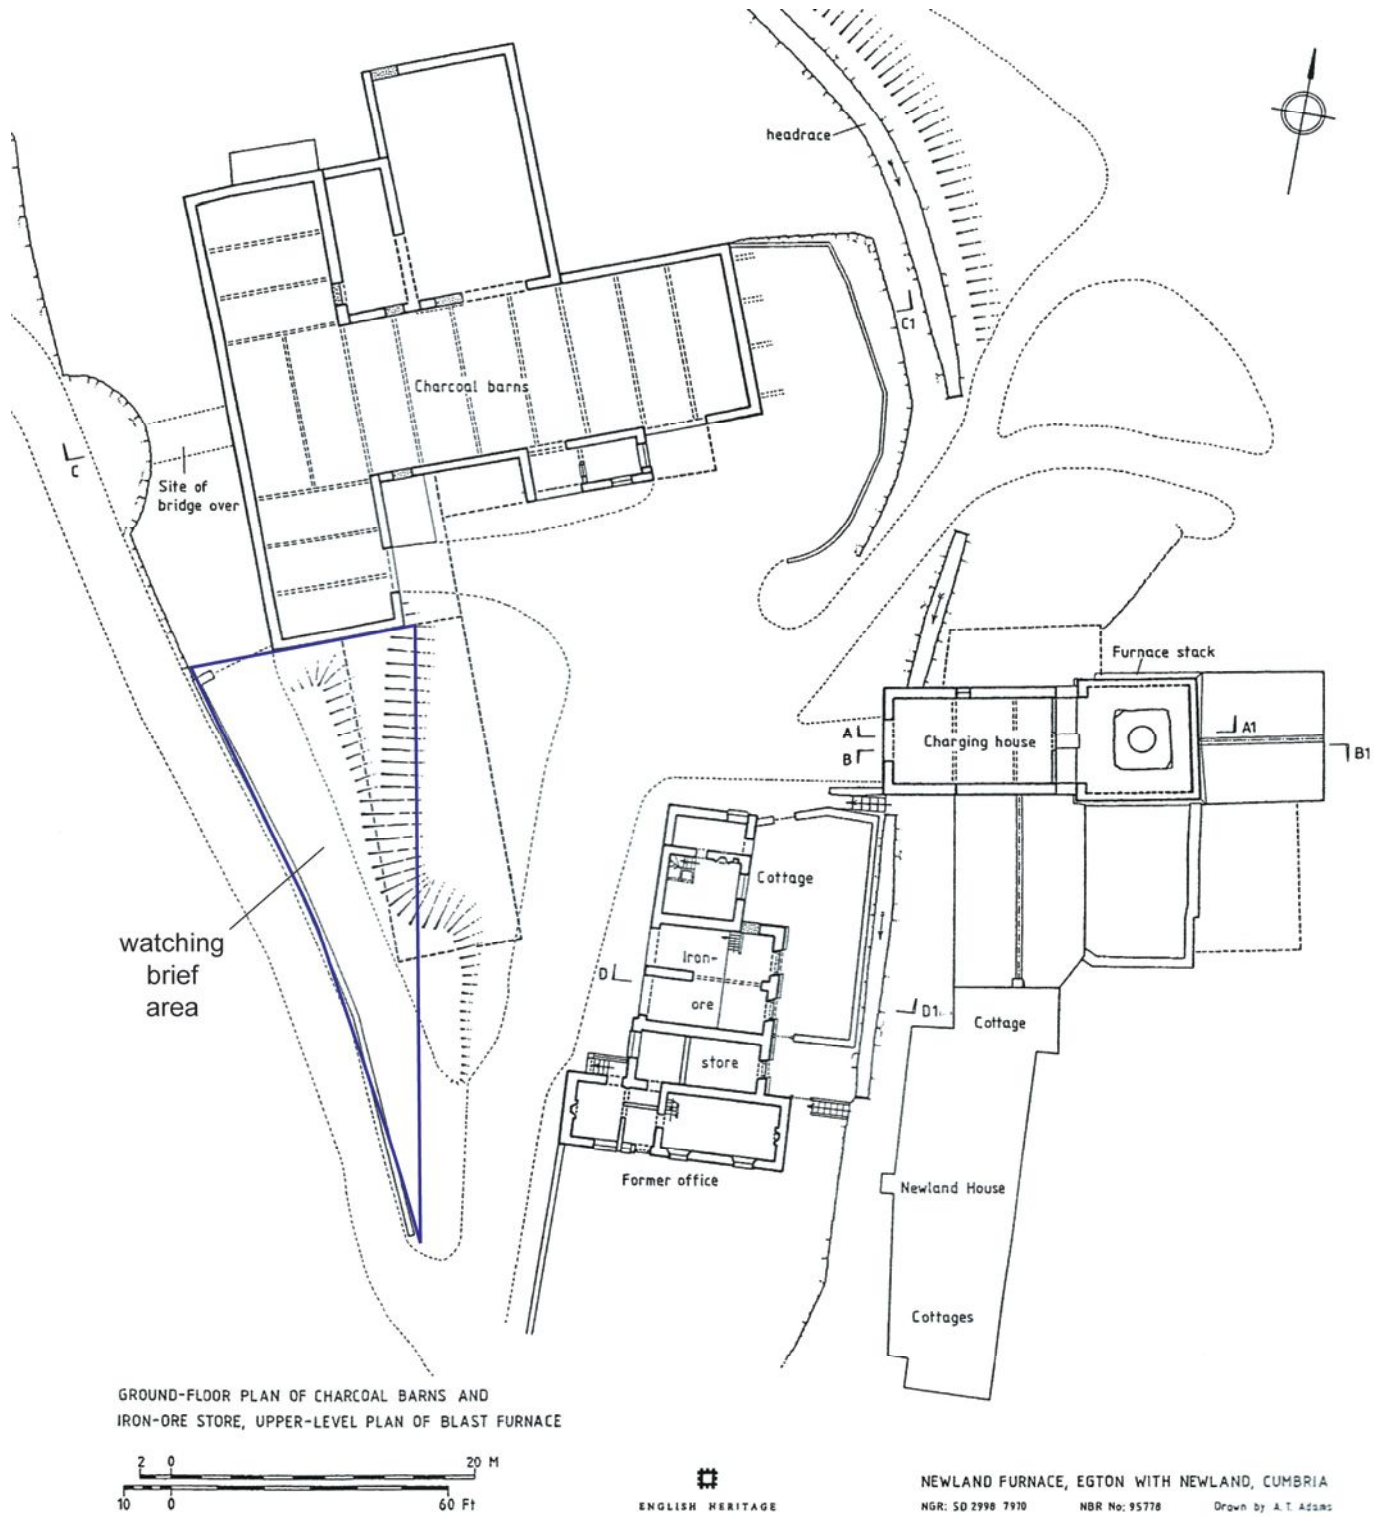 headrace
C1
Charcoal barns
C
Site of
bridge over
Furnace stack
A
A1
Charging house
B
B1
Cottage
watching
brief
area
Iron-
D
ore
D1
store
Cottage
Former office
Newland House
Cottages
GROUND-FLOOR PLAN OF CHARCOAL BARNS AND
IRON-ORE STORE, UPPER-LEVEL PLAN OF BLAST FURNACE
2 0 20 M
10 0 60 Ft
ENGLISH HERITAGE
NEWLAND FURNACE, EGTON WITH NEWLAND, CUMBRIA
NGR: SD 2998 7970 NBR No: 95778 Drawn by A.T. Adams